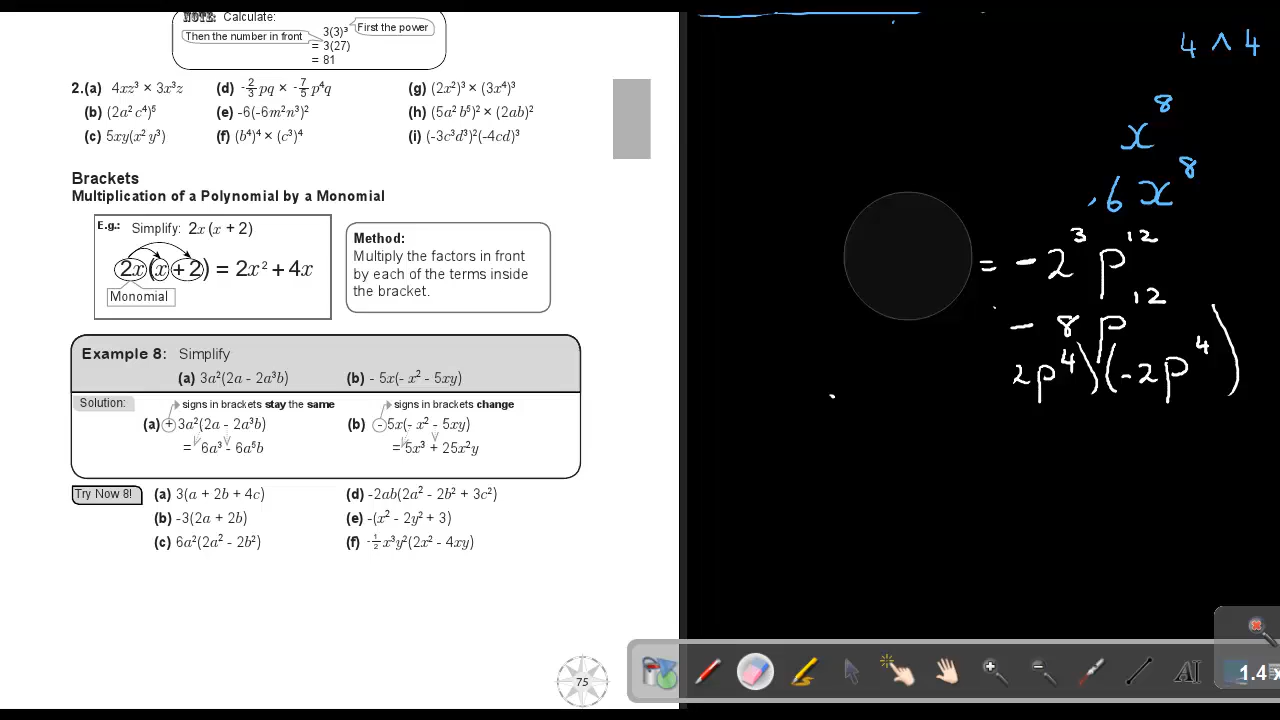 NOTE: Calculate:
3(3)³ First the power
Then the number in front
= 3(27)
= 81
2.(a) 4xz³ × 3x³z (d) -2/3 pq × -7/5 p⁴q (g) (2x²)³ × (3x⁴)³
(b) (2a² c⁴)⁵ (e) -6(-6m²n³)² (h) (5a² b⁵)² × (2ab)²
(c) 5xy(x² y³) (f) (b⁴)⁴ × (c³)⁴ (i) (-3c³d³)²(-4cd)³
Brackets
Multiplication of a Polynomial by a Monomial
E.g.: Simplify: 2x (x + 2)
2x(x + 2) = 2x² + 4x
Monomial
Method:
Multiply the factors in front
by each of the terms inside
the bracket.
Example 8: Simplify
(a) 3a²(2a - 2a³b) (b) - 5x(- x² - 5xy)
Solution:
signs in brackets stay the same signs in brackets change
(a) + 3a²(2a - 2a³b) (b) - 5x(- x² - 5xy)
= 6a³ - 6a⁵b = 5x³ + 25x²y
Try Now 8! (a) 3(a + 2b + 4c) (d) -2ab(2a² - 2b² + 3c²)
(b) -3(2a + 2b) (e) -(x² - 2y² + 3)
(c) 6a²(2a² - 2b²) (f) -1/2 x³y²(2x² - 4xy)
75
4 ^ 4
x⁸
.6x⁸
= -2³ p¹²
- 8p¹²
2p⁴)(-2p⁴)
AI
1.4 x